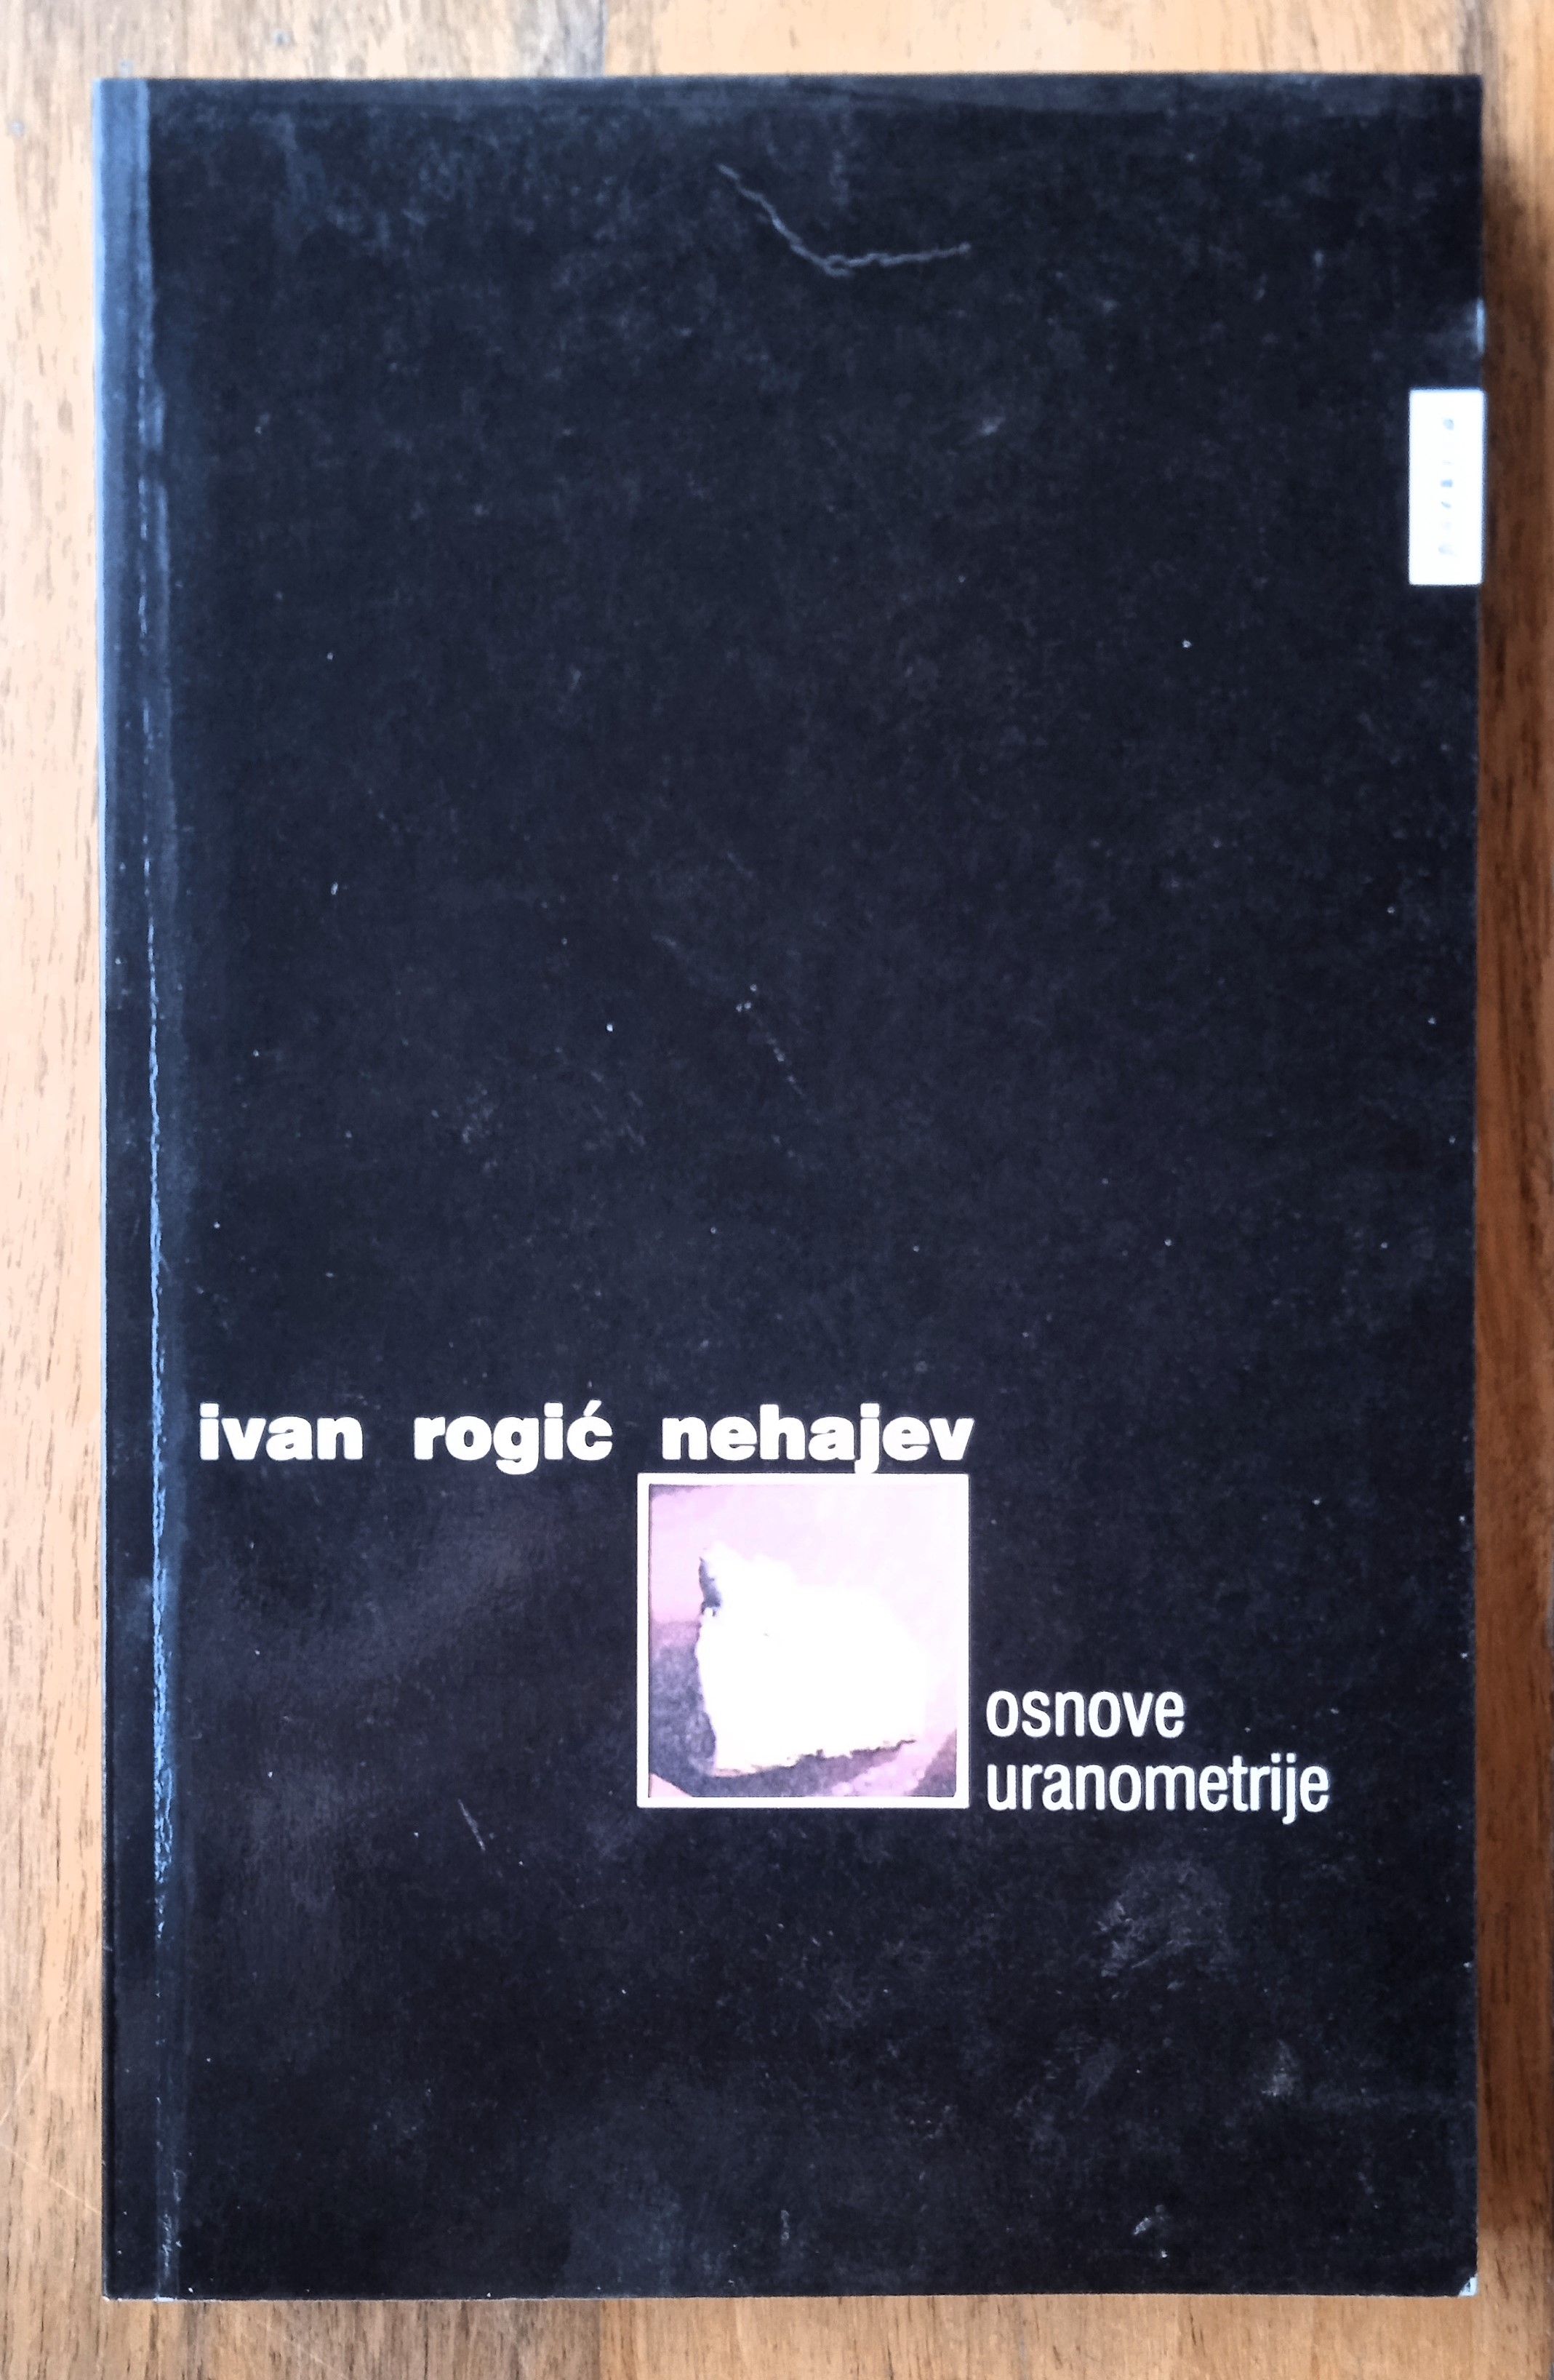 ivan rogić nehajev
osnove
uranometrije